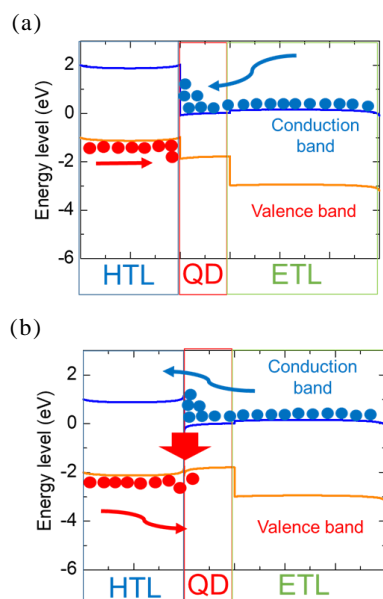 (a)
Energy level (eV)
2
0
-2
-4
-6
Conduction
band
Valence band
HTL
QD
ETL
(b)
Energy level (eV)
2
0
-2
-4
-6
Conduction
band
Valence band
HTL
QD
ETL